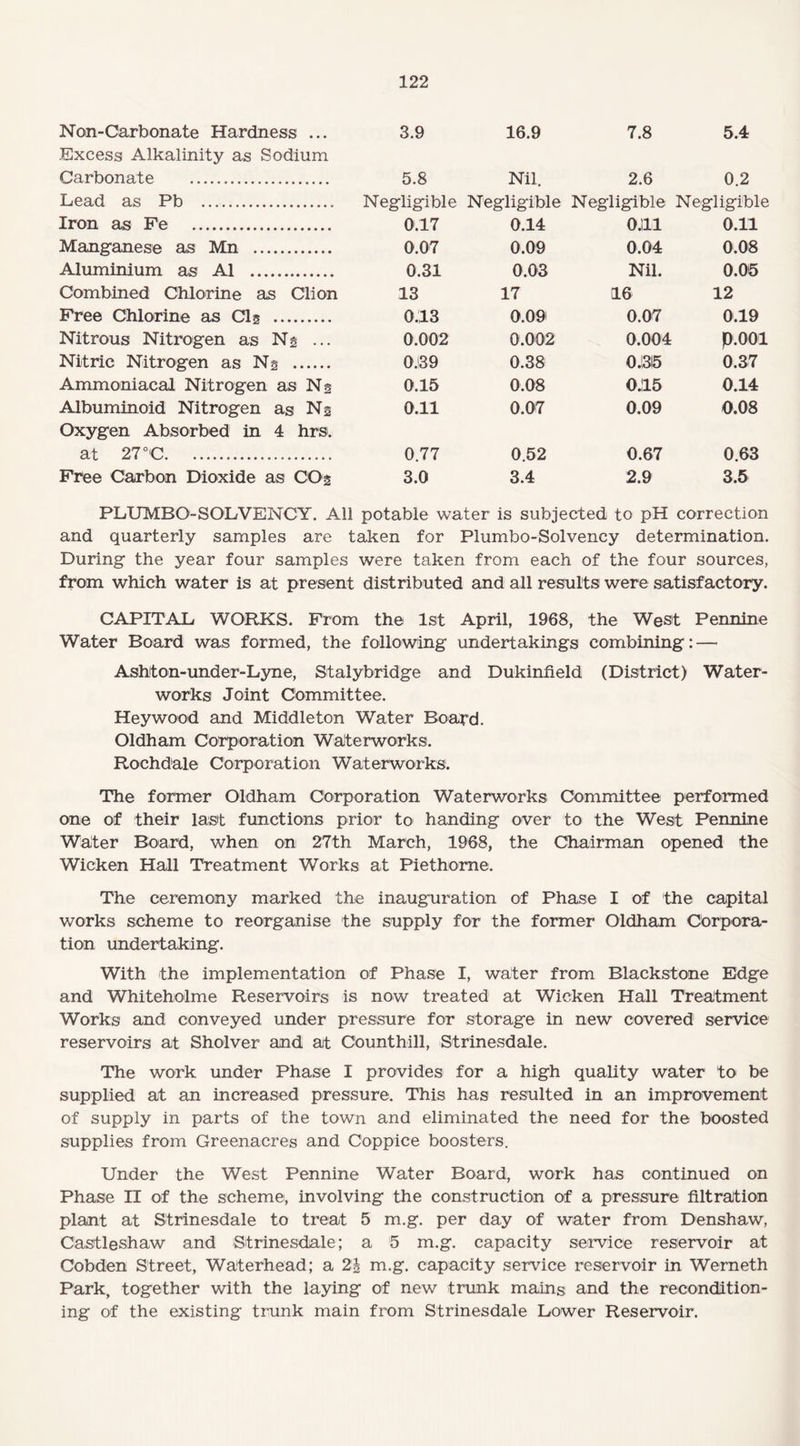 122
Non-Carbonate Hardness ... 3.9 16.9 7.8 5.4
Excess Alkalinity as Sodium
Carbonate ..................... 5.8 Nil. 2.6 0.2
Lead as Pb .................... Negligible Negligible Negligible Negligible
Iron as Fe ..................... 0.17 0.14 0.11 0.11
Manganese as Mn ............ 0.07 0.09 0.04 0.08
Aluminium as Al ............. 0.31 0.03 Nil. 0.05
Combined Chlorine as Clion 13 17 16 12
Free Chlorine as Cl₂ ......... 0.13 0.09 0.07 0.19
Nitrous Nitrogen as N₂ ... 0.002 0.002 0.004 0.001
Nitric Nitrogen as N₂ ...... 0.39 0.38 0.35 0.37
Ammoniacal Nitrogen as N₂ 0.15 0.08 0.15 0.14
Albuminoid Nitrogen as N₂ 0.11 0.07 0.09 0.08
Oxygen Absorbed in 4 hrs.
at 27°C. ........................ 0.77 0.52 0.67 0.63
Free Carbon Dioxide as CO₂ 3.0 3.4 2.9 3.5
PLUMBO-SOLVENCY. All potable water is subjected to pH correction
and quarterly samples are taken for Plumbo-Solvency determination.
During the year four samples were taken from each of the four sources,
from which water is at present distributed and all results were satisfactory.
CAPITAL WORKS. From the 1st April, 1968, the West Pennine
Water Board was formed, the following undertakings combining:—
Ashton-under-Lyne, Stalybridge and Dukinfield (District) Water-
works Joint Committee.
Heywood and Middleton Water Board.
Oldham Corporation Waterworks.
Rochdale Corporation Waterworks.
The former Oldham Corporation Waterworks Committee performed
one of their last functions prior to handing over to the West Pennine
Water Board, when on 27th March, 1968, the Chairman opened the
Wicken Hall Treatment Works at Piethorne.
The ceremony marked the inauguration of Phase I of the capital
works scheme to reorganise the supply for the former Oldham Corpora-
tion undertaking.
With the implementation of Phase I, water from Blackstone Edge
and Whiteholme Reservoirs is now treated at Wicken Hall Treatment
Works and conveyed under pressure for storage in new covered service
reservoirs at Sholver and at Counthill, Strinesdale.
The work under Phase I provides for a high quality water to be
supplied at an increased pressure. This has resulted in an improvement
of supply in parts of the town and eliminated the need for the boosted
supplies from Greenacres and Coppice boosters.
Under the West Pennine Water Board, work has continued on
Phase II of the scheme, involving the construction of a pressure filtration
plant at Strinesdale to treat 5 m.g. per day of water from Denshaw,
Castleshaw and Strinesdale; a 5 m.g. capacity service reservoir at
Cobden Street, Waterhead; a 2½ m.g. capacity service reservoir in Werneth
Park, together with the laying of new trunk mains and the recondition-
ing of the existing trunk main from Strinesdale Lower Reservoir.